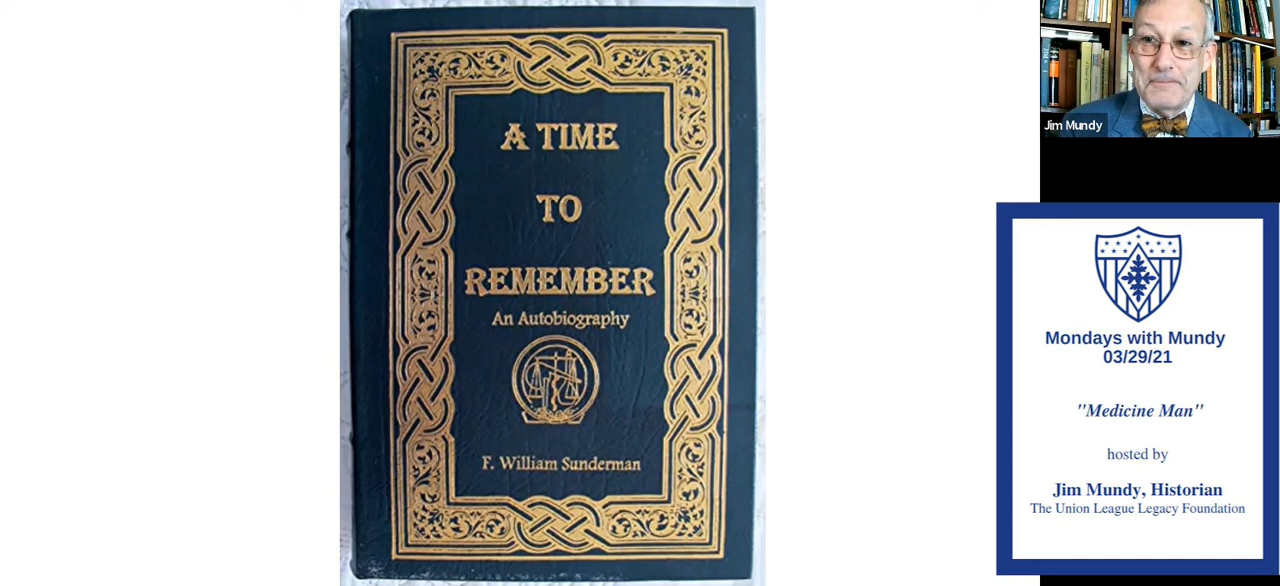 A TIME
TO
REMEMBER
An Autobiography
F. William Sunderman
Jim Mundy
Mondays with Mundy
03/29/21
"Medicine Man"
hosted by
Jim Mundy, Historian
The Union League Legacy Foundation